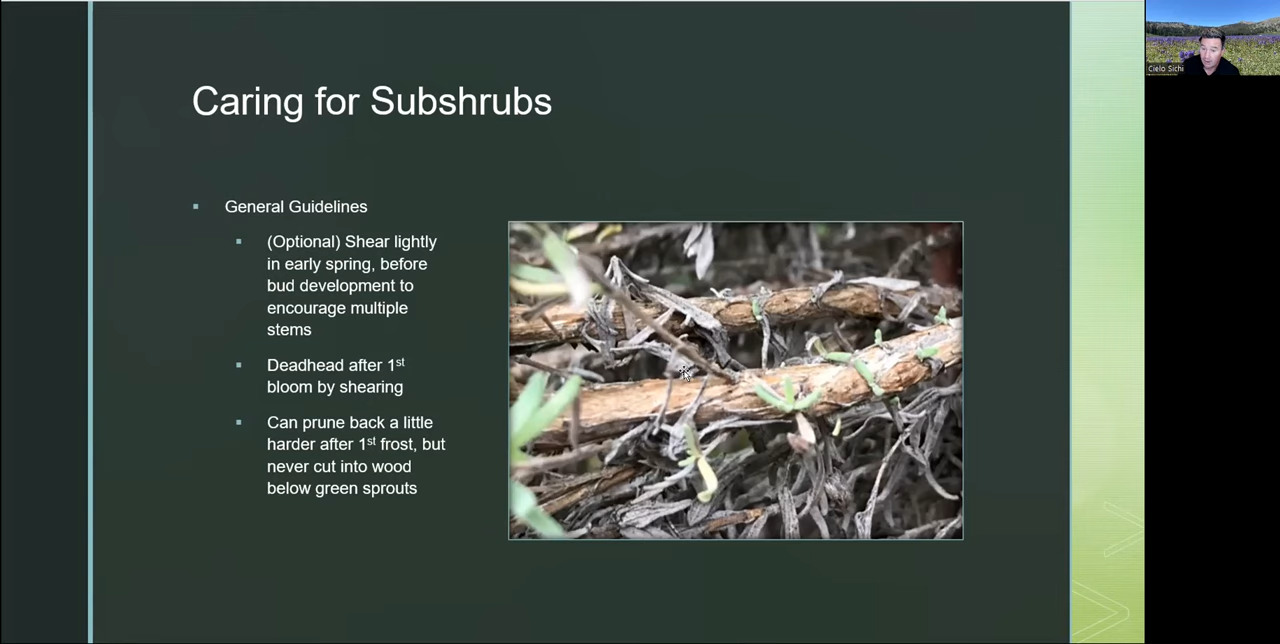 Caring for Subshrubs
General Guidelines
(Optional) Shear lightly
in early spring, before
bud development to
encourage multiple
stems
Deadhead after 1st
bloom by shearing
Can prune back a little
harder after 1st frost, but
never cut into wood
below green sprouts
Cielo Sichi